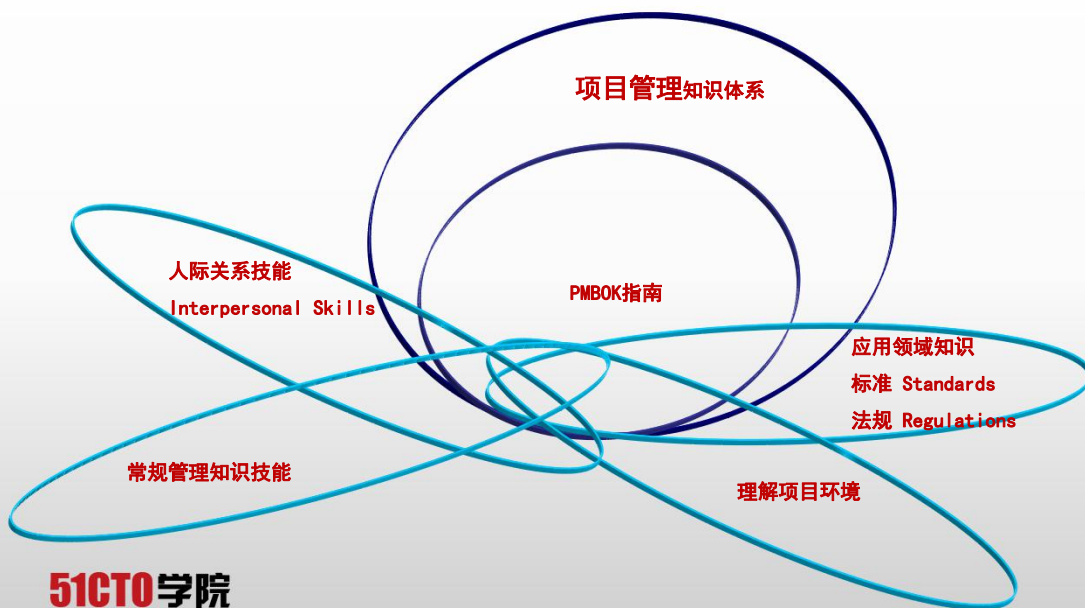 项目管理知识体系
人际关系技能
Interpersonal Skills
PMBOK指南
应用领域知识
标准 Standards
法规 Regulations
常规管理知识技能
理解项目环境
51CTO学院